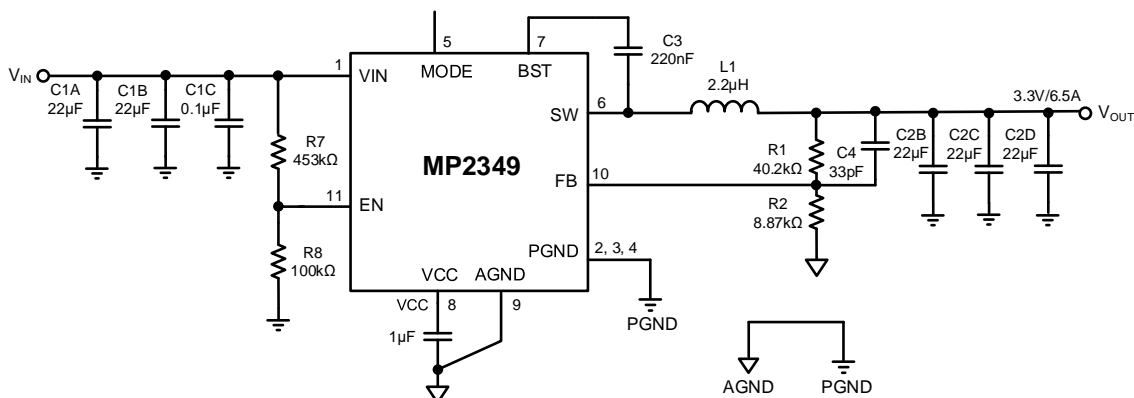 5
7
C3
220nF
V_IN
C1A
22µF
C1B
22µF
C1C
0.1µF
1
VIN
MODE
BST
L1
2.2µH
SW
6
3.3V/6.5A
V_OUT
R7
453kΩ
MP2349
R1
40.2kΩ
C4
33pF
C2B
22µF
C2C
22µF
C2D
22µF
FB
10
11
EN
R2
8.87kΩ
R8
100kΩ
PGND
2, 3, 4
VCC
AGND
VCC
8
9
PGND
1µF
AGND
PGND